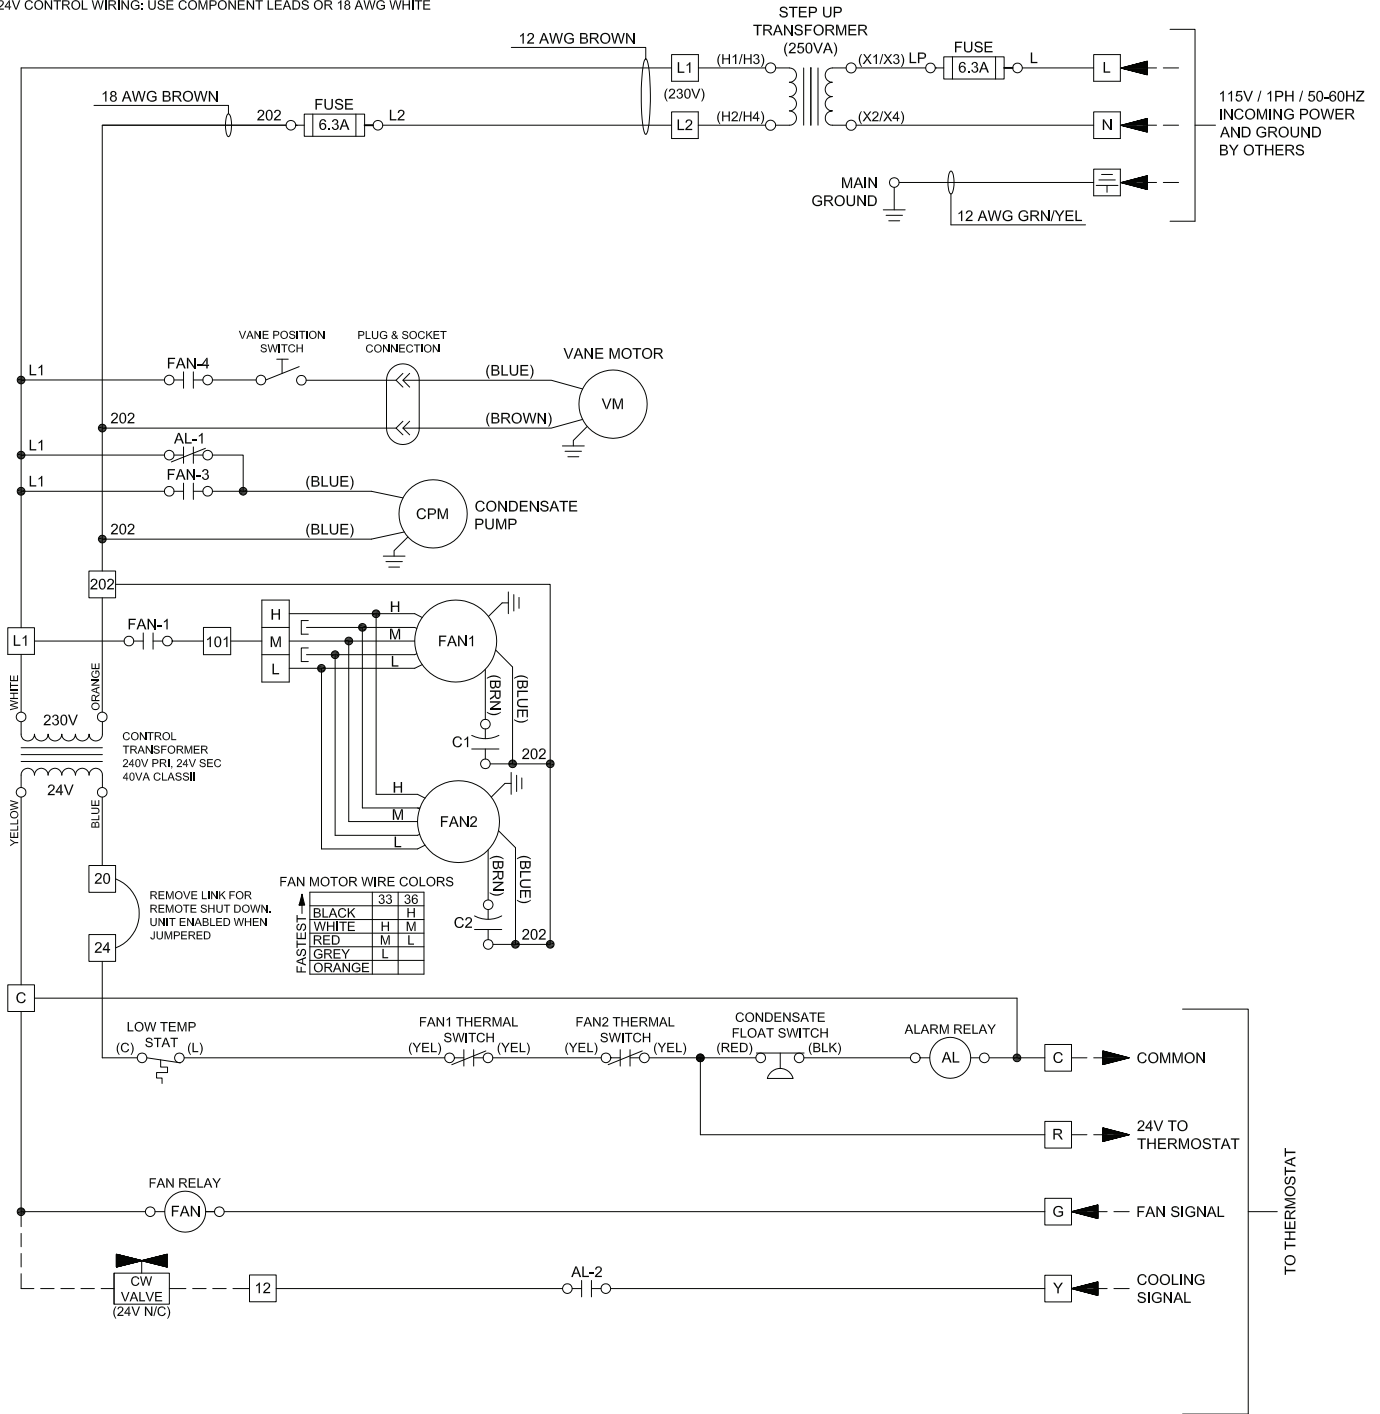 24V CONTROL WIRING: USE COMPONENT LEADS OR 18 AWG WHITE
STEP UP
TRANSFORMER
(250VA)
12 AWG BROWN
L1
(H1/H3)
(X1/X3)
LP
FUSE
6.3A
L
L
(230V)
18 AWG BROWN
202
FUSE
6.3A
L2
L2
(H2/H4)
(X2/X4)
N
115V / 1PH / 50-60HZ
INCOMING POWER
AND GROUND
BY OTHERS
MAIN
GROUND
12 AWG GRN/YEL
VANE POSITION
SWITCH
PLUG & SOCKET
CONNECTION
VANE MOTOR
L1
FAN-4
(BLUE)
VM
202
(BROWN)
L1
AL-1
L1
FAN-3
(BLUE)
CPM
CONDENSATE
PUMP
202
(BLUE)
202
L1
FAN-1
101
H
M
L
H
M
L
FAN1
WHITE
ORANGE
230V
CONTROL
TRANSFORMER
240V PRI, 24V SEC
40VA CLASSII
24V
YELLOW
BLUE
(BRN)
(BLUE)
C1
202
H
M
L
FAN2
(BRN)
(BLUE)
C2
202
20
REMOVE LINK FOR
REMOTE SHUT DOWN.
UNIT ENABLED WHEN
JUMPERED
24
FAN MOTOR WIRE COLORS
FASTEST
33 36
BLACK H
WHITE H M
RED M L
GREY L
ORANGE
C
LOW TEMP
STAT
(C)
(L)
FAN1 THERMAL
SWITCH
(YEL)
(YEL)
FAN2 THERMAL
SWITCH
(YEL)
(YEL)
CONDENSATE
FLOAT SWITCH
(RED)
(BLK)
ALARM RELAY
AL
C
COMMON
R
24V TO
THERMOSTAT
FAN RELAY
FAN
G
FAN SIGNAL
TO THERMOSTAT
CW
VALVE
(24V N/C)
12
AL-2
Y
COOLING
SIGNAL